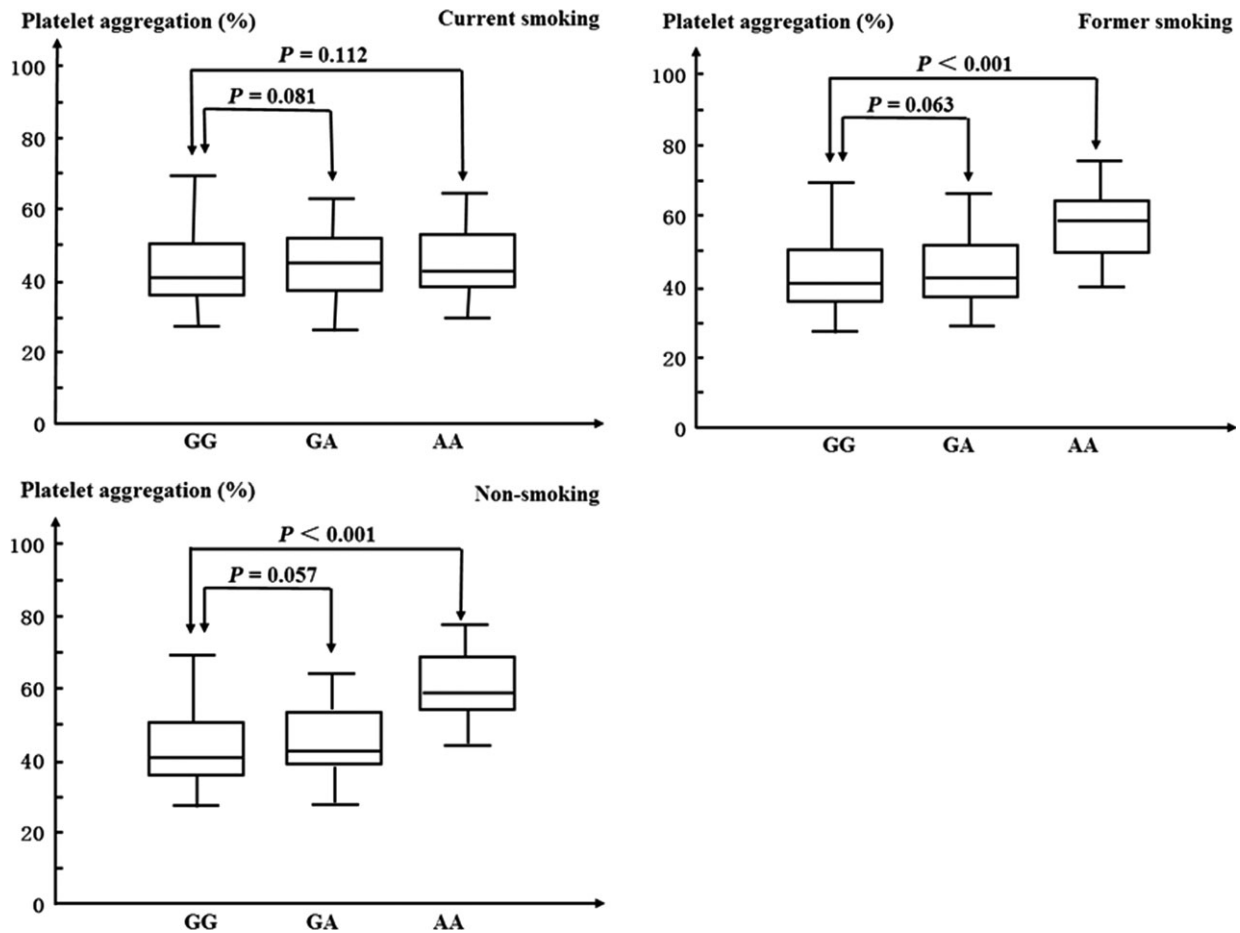 Platelet aggregation (%) Current smoking
P = 0.112
P = 0.081
100
80
60
40
20
0
GG GA AA
Platelet aggregation (%) Former smoking
P < 0.001
P = 0.063
100
80
60
40
20
0
GG GA AA
Platelet aggregation (%) Non-smoking
P < 0.001
P = 0.057
100
80
60
40
20
0
GG GA AA